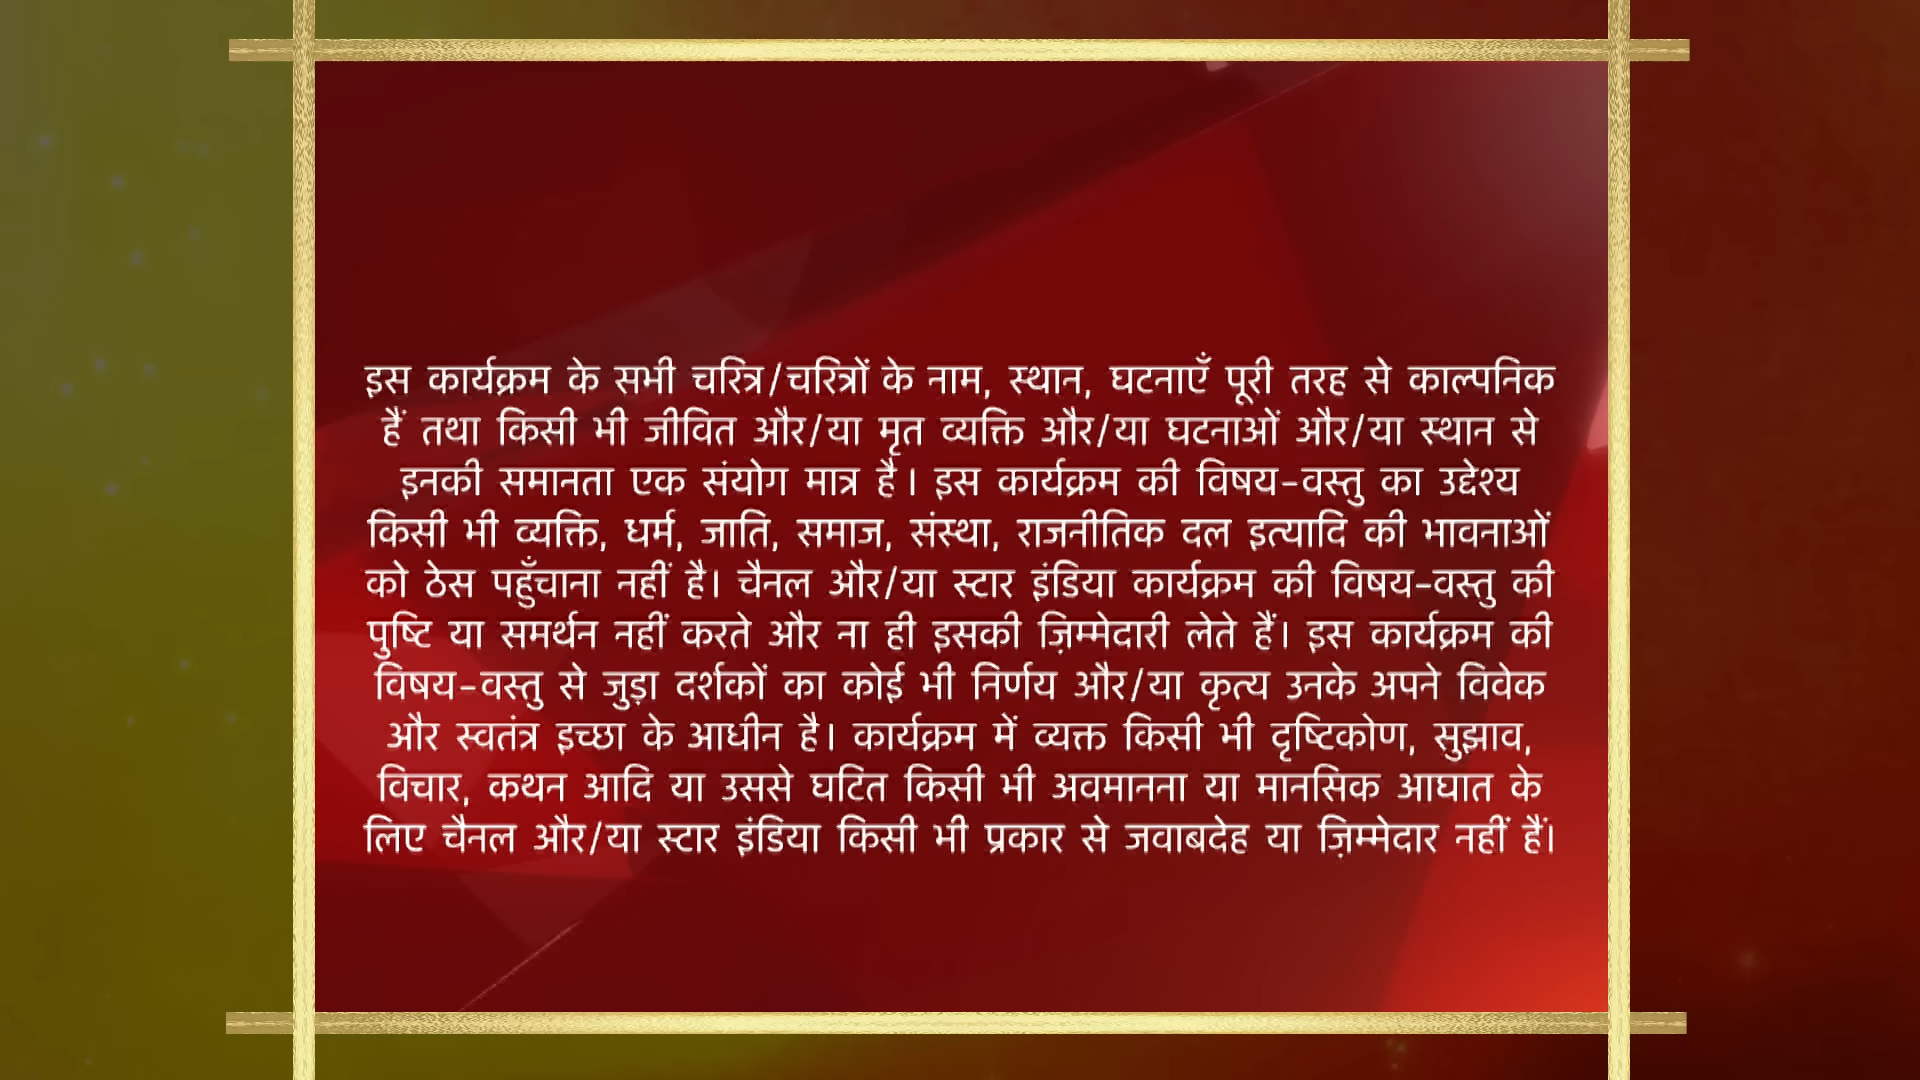 इस कार्यक्रम के सभी चरित्र/चरित्रों के नाम, स्थान, घटनाएँ पूरी तरह से काल्पनिक
हैं तथा किसी भी जीवित और/या मृत व्यक्ति और/या घटनाओं और/या स्थान से
इनकी समानता एक संयोग मात्र है। इस कार्यक्रम की विषय-वस्तु का उद्देश्य
किसी भी व्यक्ति, धर्म, जाति, समाज, संस्था, राजनीतिक दल इत्यादि की भावनाओं
को ठेस पहुँचाना नहीं है। चैनल और/या स्टार इंडिया कार्यक्रम की विषय-वस्तु की
पुष्टि या समर्थन नहीं करते और ना ही इसकी ज़िम्मेदारी लेते हैं। इस कार्यक्रम की
विषय-वस्तु से जुड़ा दर्शकों का कोई भी निर्णय और/या कृत्य उनके अपने विवेक
और स्वतंत्र इच्छा के आधीन है। कार्यक्रम में व्यक्त किसी भी दृष्टिकोण, सुझाव,
विचार, कथन आदि या उससे घटित किसी भी अवमानना या मानसिक आघात के
लिए चैनल और/या स्टार इंडिया किसी भी प्रकार से जवाबदेह या ज़िम्मेदार नहीं हैं।